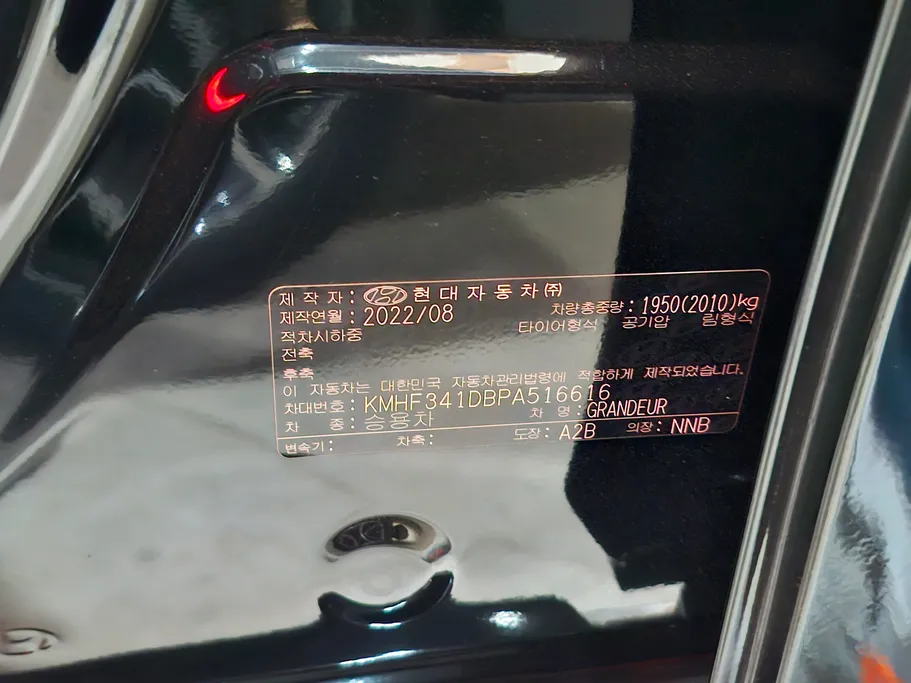 제 작 자 : 현대자동차㈜
제작연월 : 2022/08 차량총중량 : 1950(2010)kg
적차시하중 타이어형식 공기압 림형식
전축
후축
이 자동차는 대한민국 자동차관리법령에 적합하게 제작되었습니다.
차대번호 : KMHF341DBPA516616
차 종 : 승용차 차 명 : GRANDEUR
변속기 : 차축 : 도장 : A2B 의장 : NNB